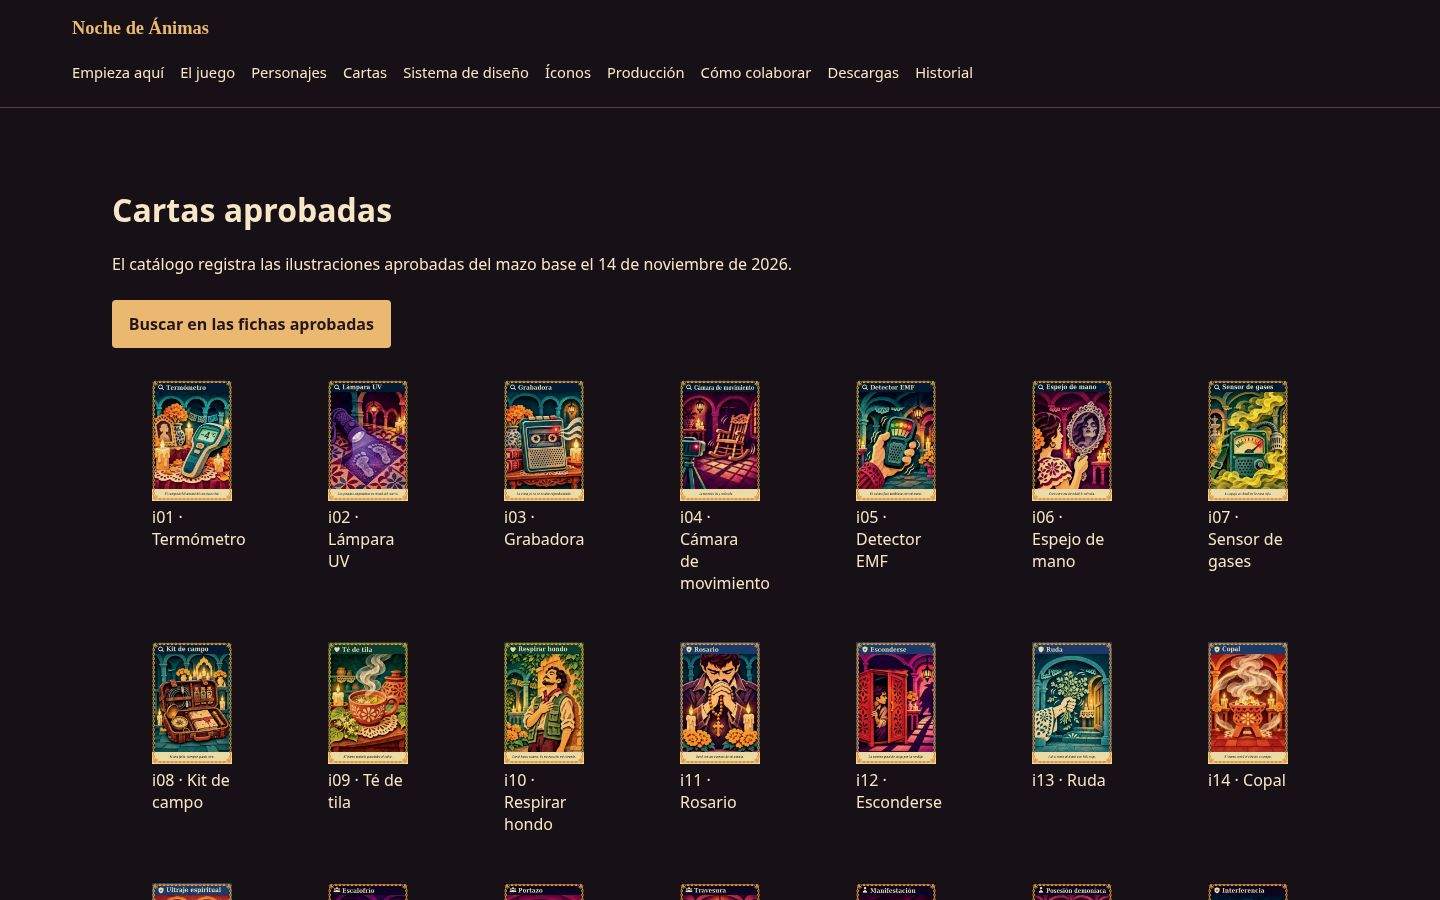 Noche de Ánimas
Empieza aquí El juego Personajes Cartas Sistema de diseño Íconos Producción Cómo colaborar Descargas Historial
Cartas aprobadas
El catálogo registra las ilustraciones aprobadas del mazo base el 14 de noviembre de 2026.
Buscar en las fichas aprobadas
Termómetro
Lámpara UV
Grabadora
Cámara de movimiento
Detector EMF
Espejo de mano
Sensor de gases
i01 ·
Termómetro
i02 ·
Lámpara
UV
i03 ·
Grabadora
i04 ·
Cámara
de
movimiento
i05 ·
Detector
EMF
i06 ·
Espejo de
mano
i07 ·
Sensor de
gases
Kit de campo
Té de tila
Respirar hondo
Rosario
Esconderse
Ruda
Copal
i08 · Kit de
campo
i09 · Té de
tila
i10 ·
Respirar
hondo
i11 ·
Rosario
i12 ·
Esconderse
i13 · Ruda
i14 · Copal
Ultraje espiritual
Escalofrío
Portazo
Travesura
Manifestación
Posesión demoníaca
Interferencia